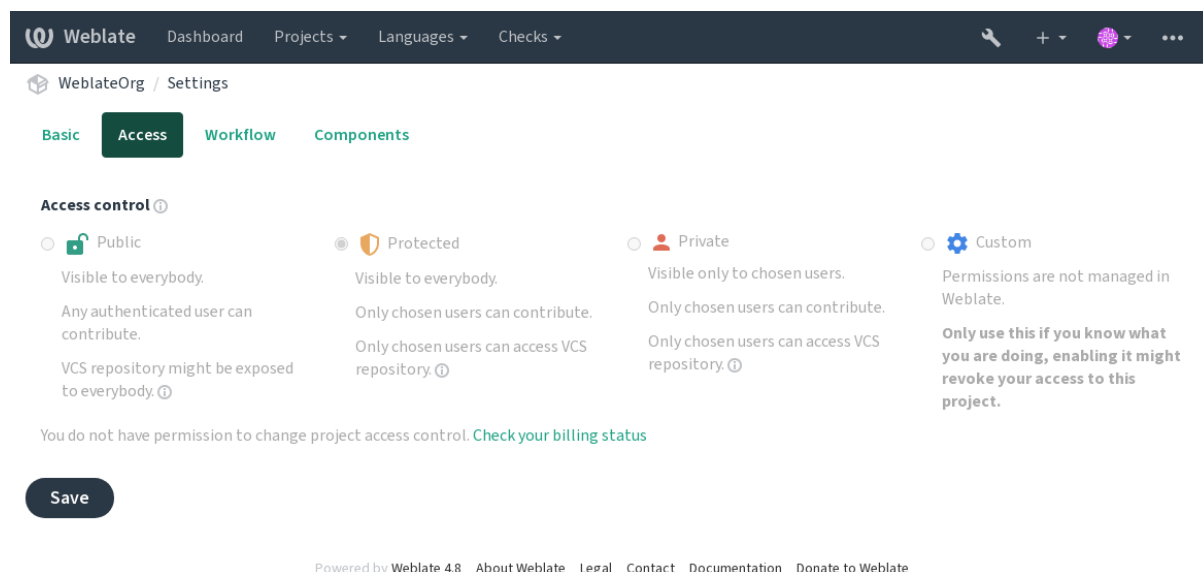 Weblate Dashboard Projects Languages Checks
WeblateOrg / Settings
Basic Access Workflow Components
Access control
Public
Visible to everybody.
Any authenticated user can
contribute.
VCS repository might be exposed
to everybody.
Protected
Visible to everybody.
Only chosen users can contribute.
Only chosen users can access VCS
repository.
Private
Visible only to chosen users.
Only chosen users can contribute.
Only chosen users can access VCS
repository.
Custom
Permissions are not managed in
Weblate.
Only use this if you know what
you are doing, enabling it might
revoke your access to this
project.
You do not have permission to change project access control. Check your billing status
Save
Powered by Weblate 4.8 About Weblate Legal Contact Documentation Donate to Weblate